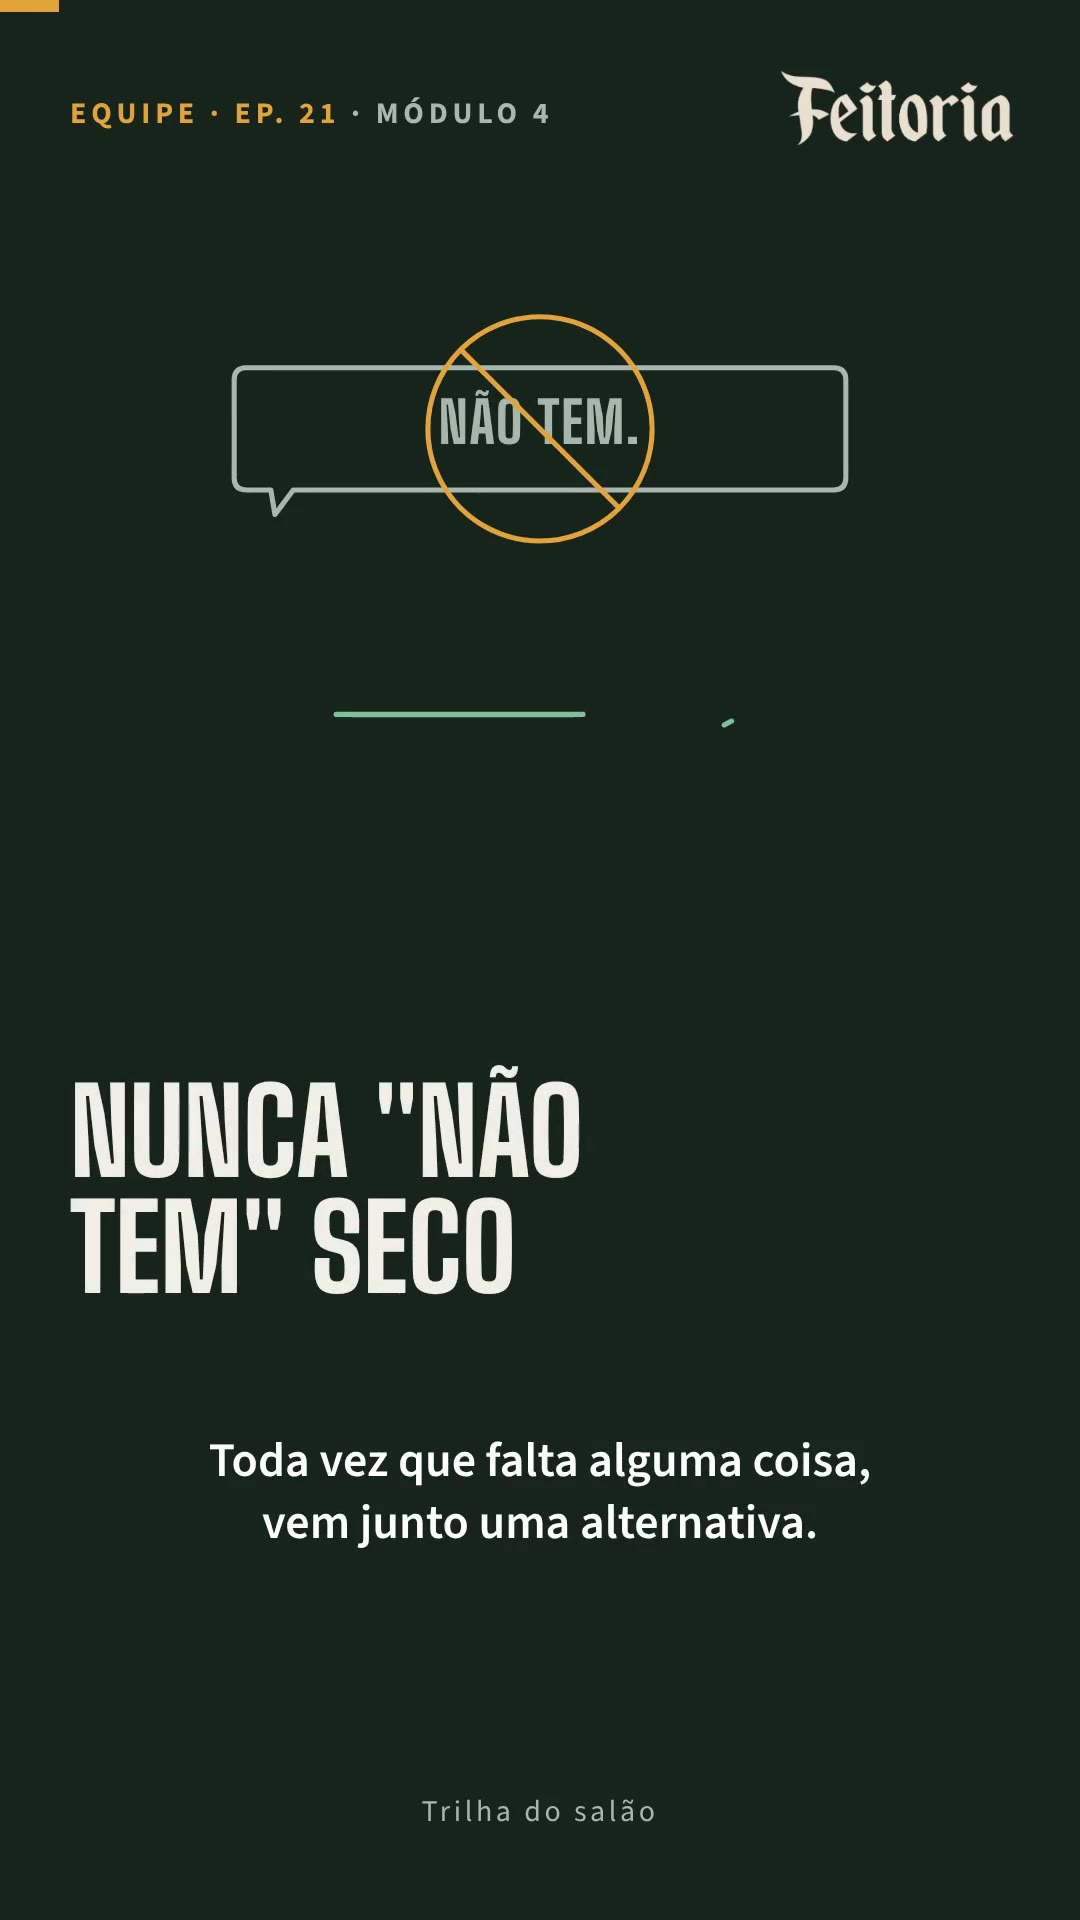 EQUIPE · EP. 21 · MÓDULO 4
Feitoria
NÃO TEM.
NUNCA "NÃO
TEM" SECO
Toda vez que falta alguma coisa,
vem junto uma alternativa.
Trilha do salão